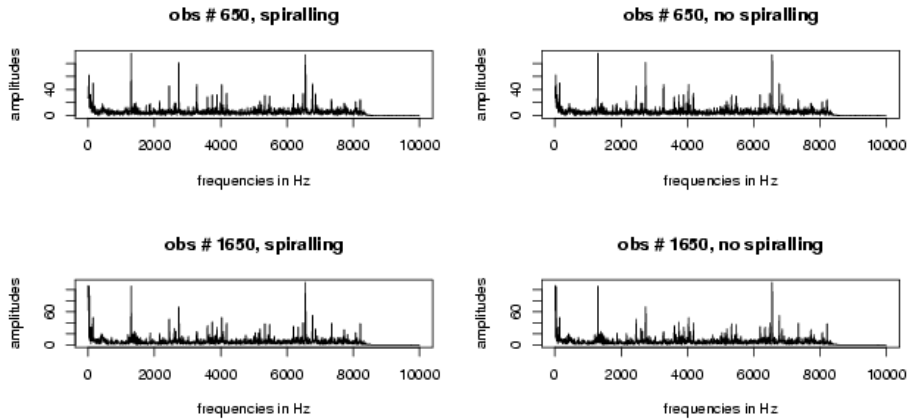 obs # 650, spiralling
amplitudes
40
0
0 2000 4000 6000 8000 10000
frequencies in Hz
obs # 650, no spiralling
amplitudes
40
0
0 2000 4000 6000 8000 10000
frequencies in Hz
obs # 1650, spiralling
amplitudes
60
0
0 2000 4000 6000 8000 10000
frequencies in Hz
obs # 1650, no spiralling
amplitudes
60
0
0 2000 4000 6000 8000 10000
frequencies in Hz